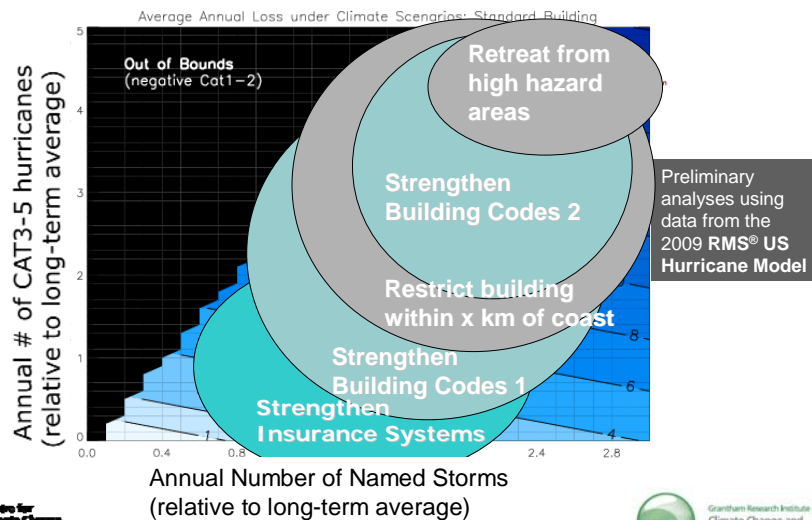 Average Annual Loss under Climate Scenarios: Standard Building
Annual # of CAT3-5 hurricanes
(relative to long-term average)
5
4
3
2
1
0
Out of Bounds
(negative Cat1-2)
Retreat from
high hazard
areas
Strengthen
Building Codes 2
Restrict building
within x km of coast
Strengthen
Building Codes 1
Strengthen
Insurance Systems
Preliminary
analyses using
data from the
2009 RMS® US
Hurricane Model
8
6
4
1
0.0
0.4
0.8
2.4
2.8
Annual Number of Named Storms
(relative to long-term average)
Grantham Research Institute